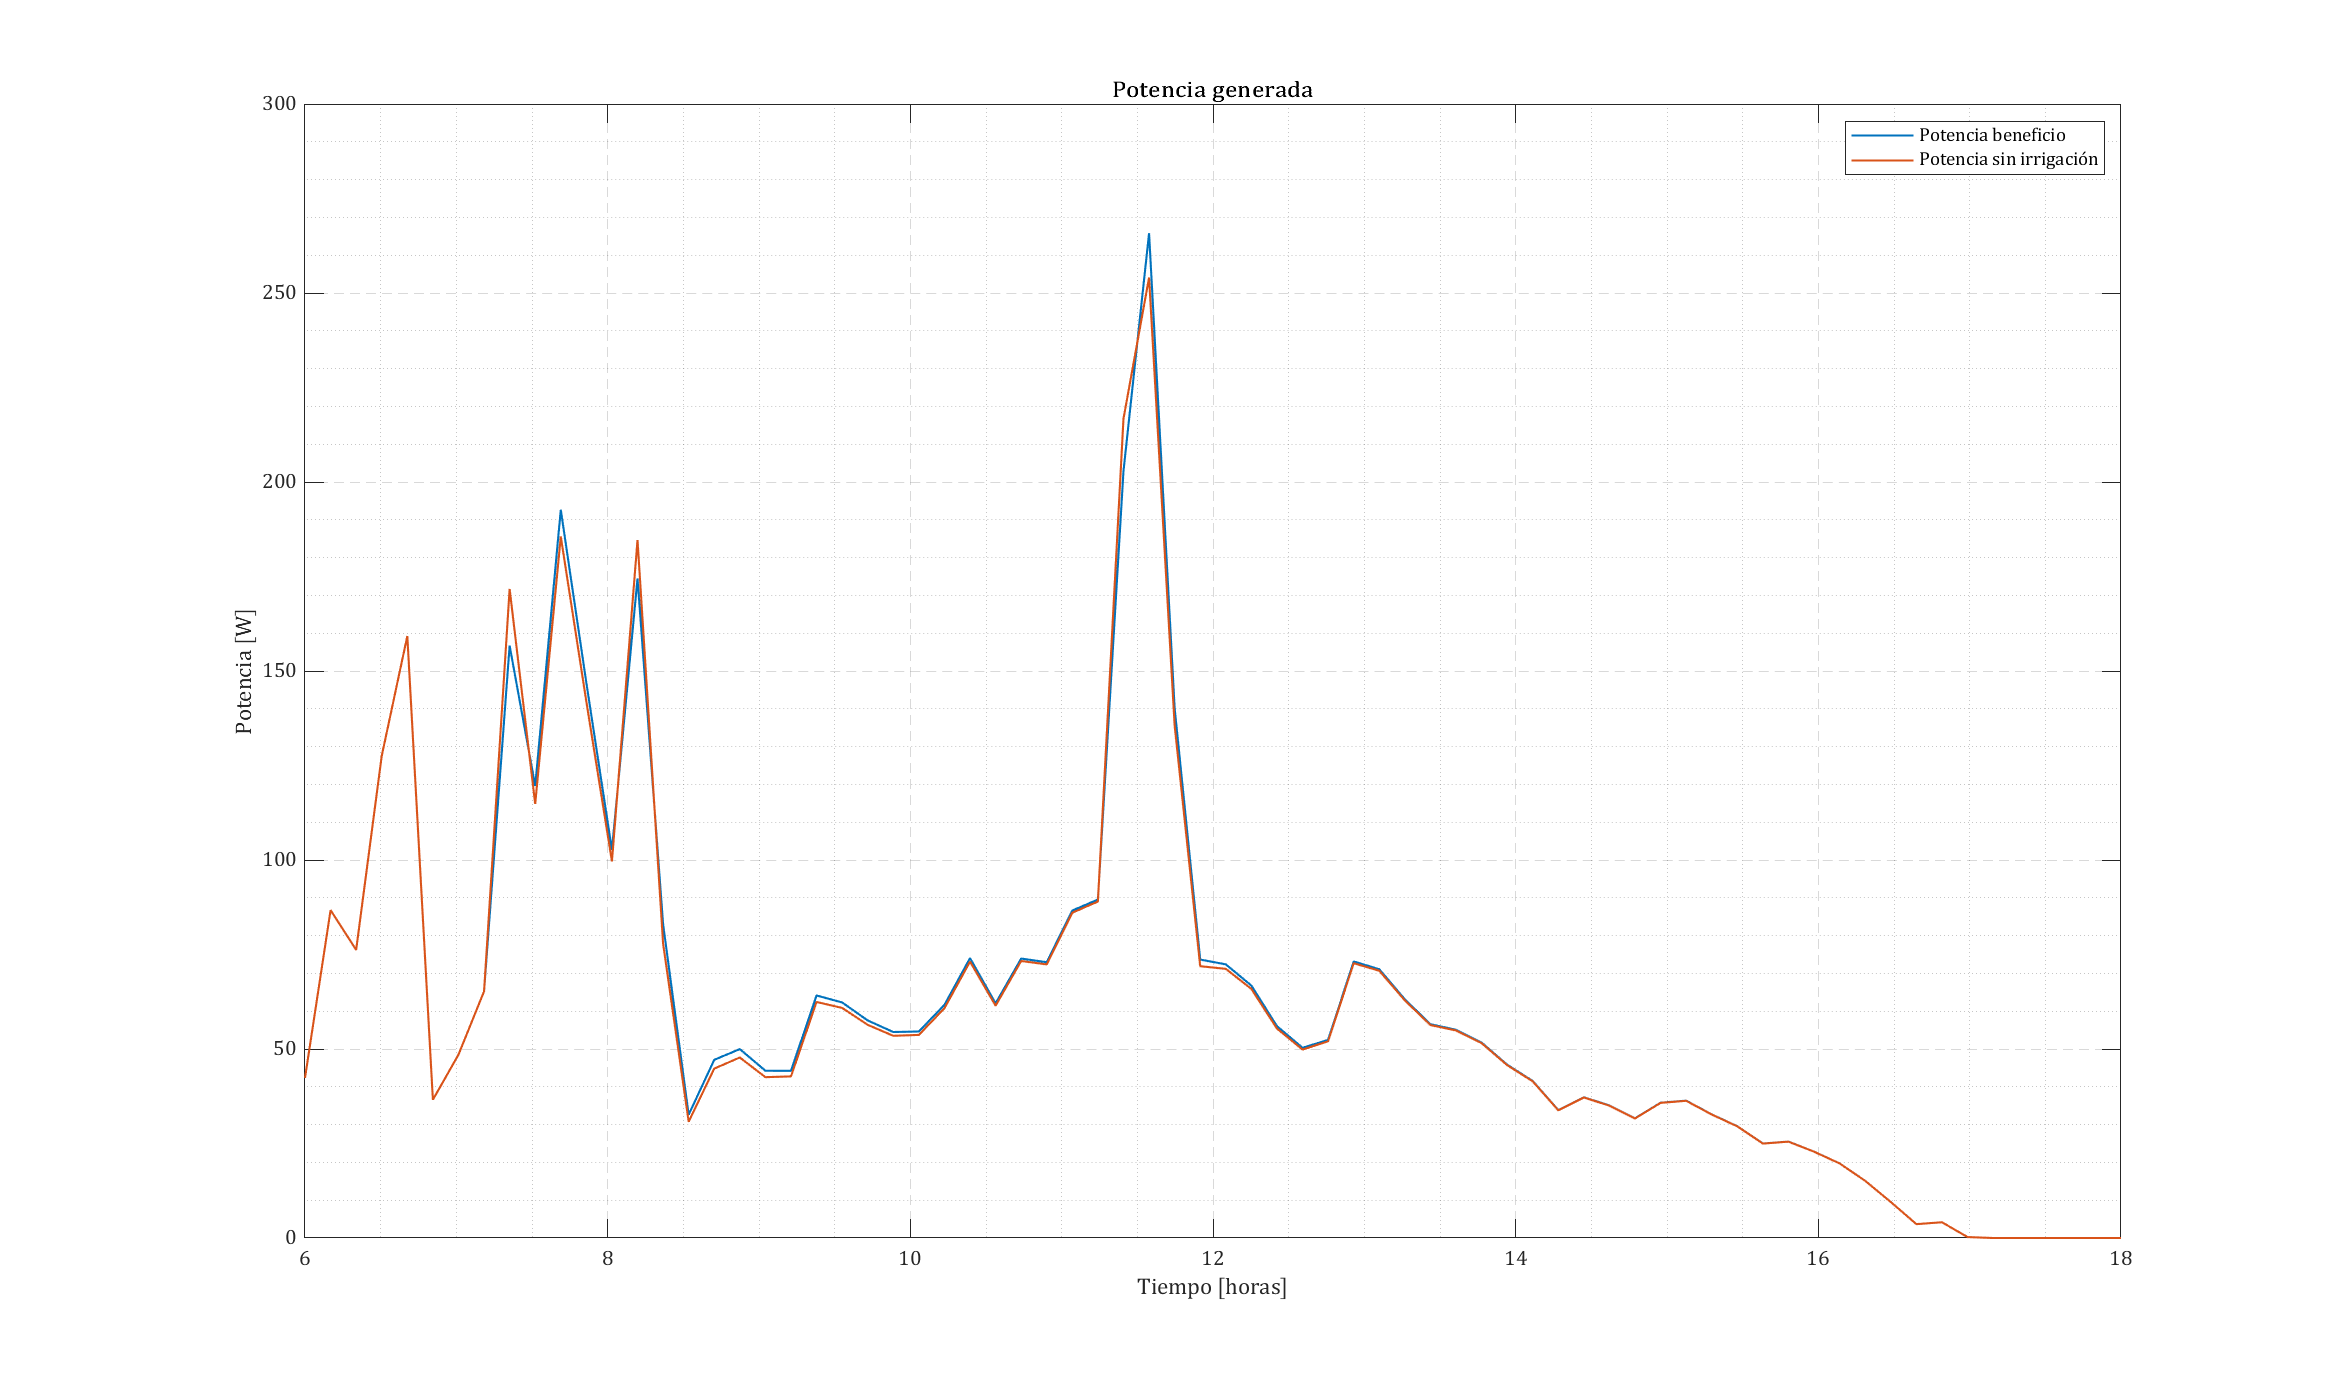 Potencia generada
300
250
200
150
100
50
0
Potencia [W]
Potencia beneficio
Potencia sin irrigación
6 8 10 12 14 16 18
Tiempo [horas]